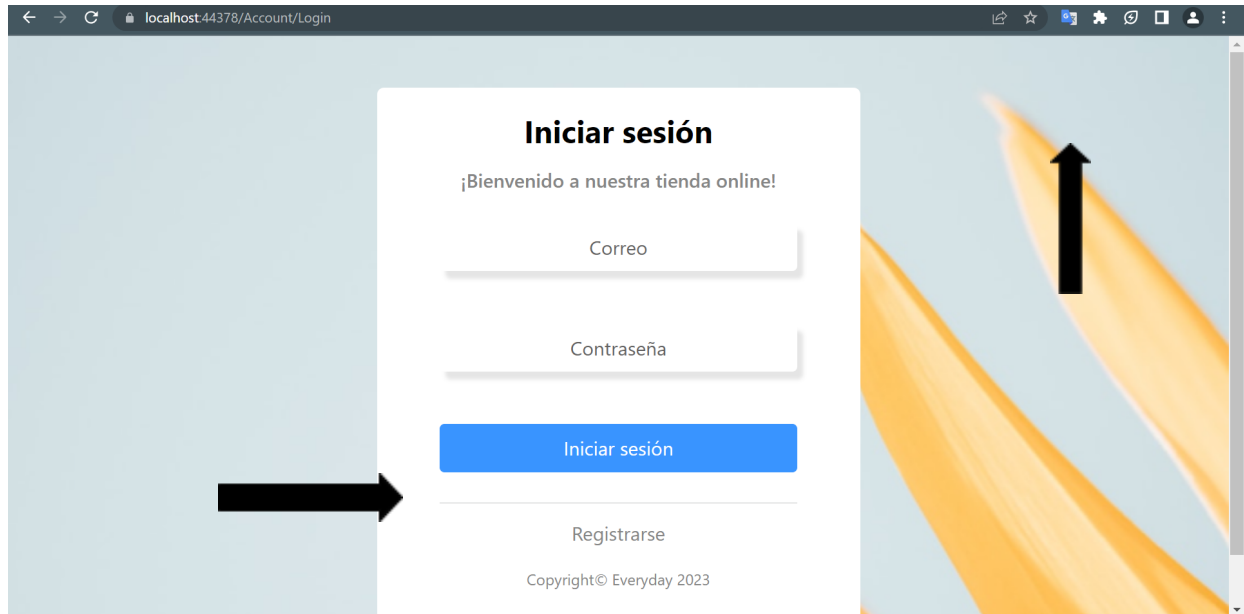 localhost:44378/Account/Login
Iniciar sesión
¡Bienvenido a nuestra tienda online!
Correo
Contraseña
Iniciar sesión
Registrarse
Copyright© Everyday 2023